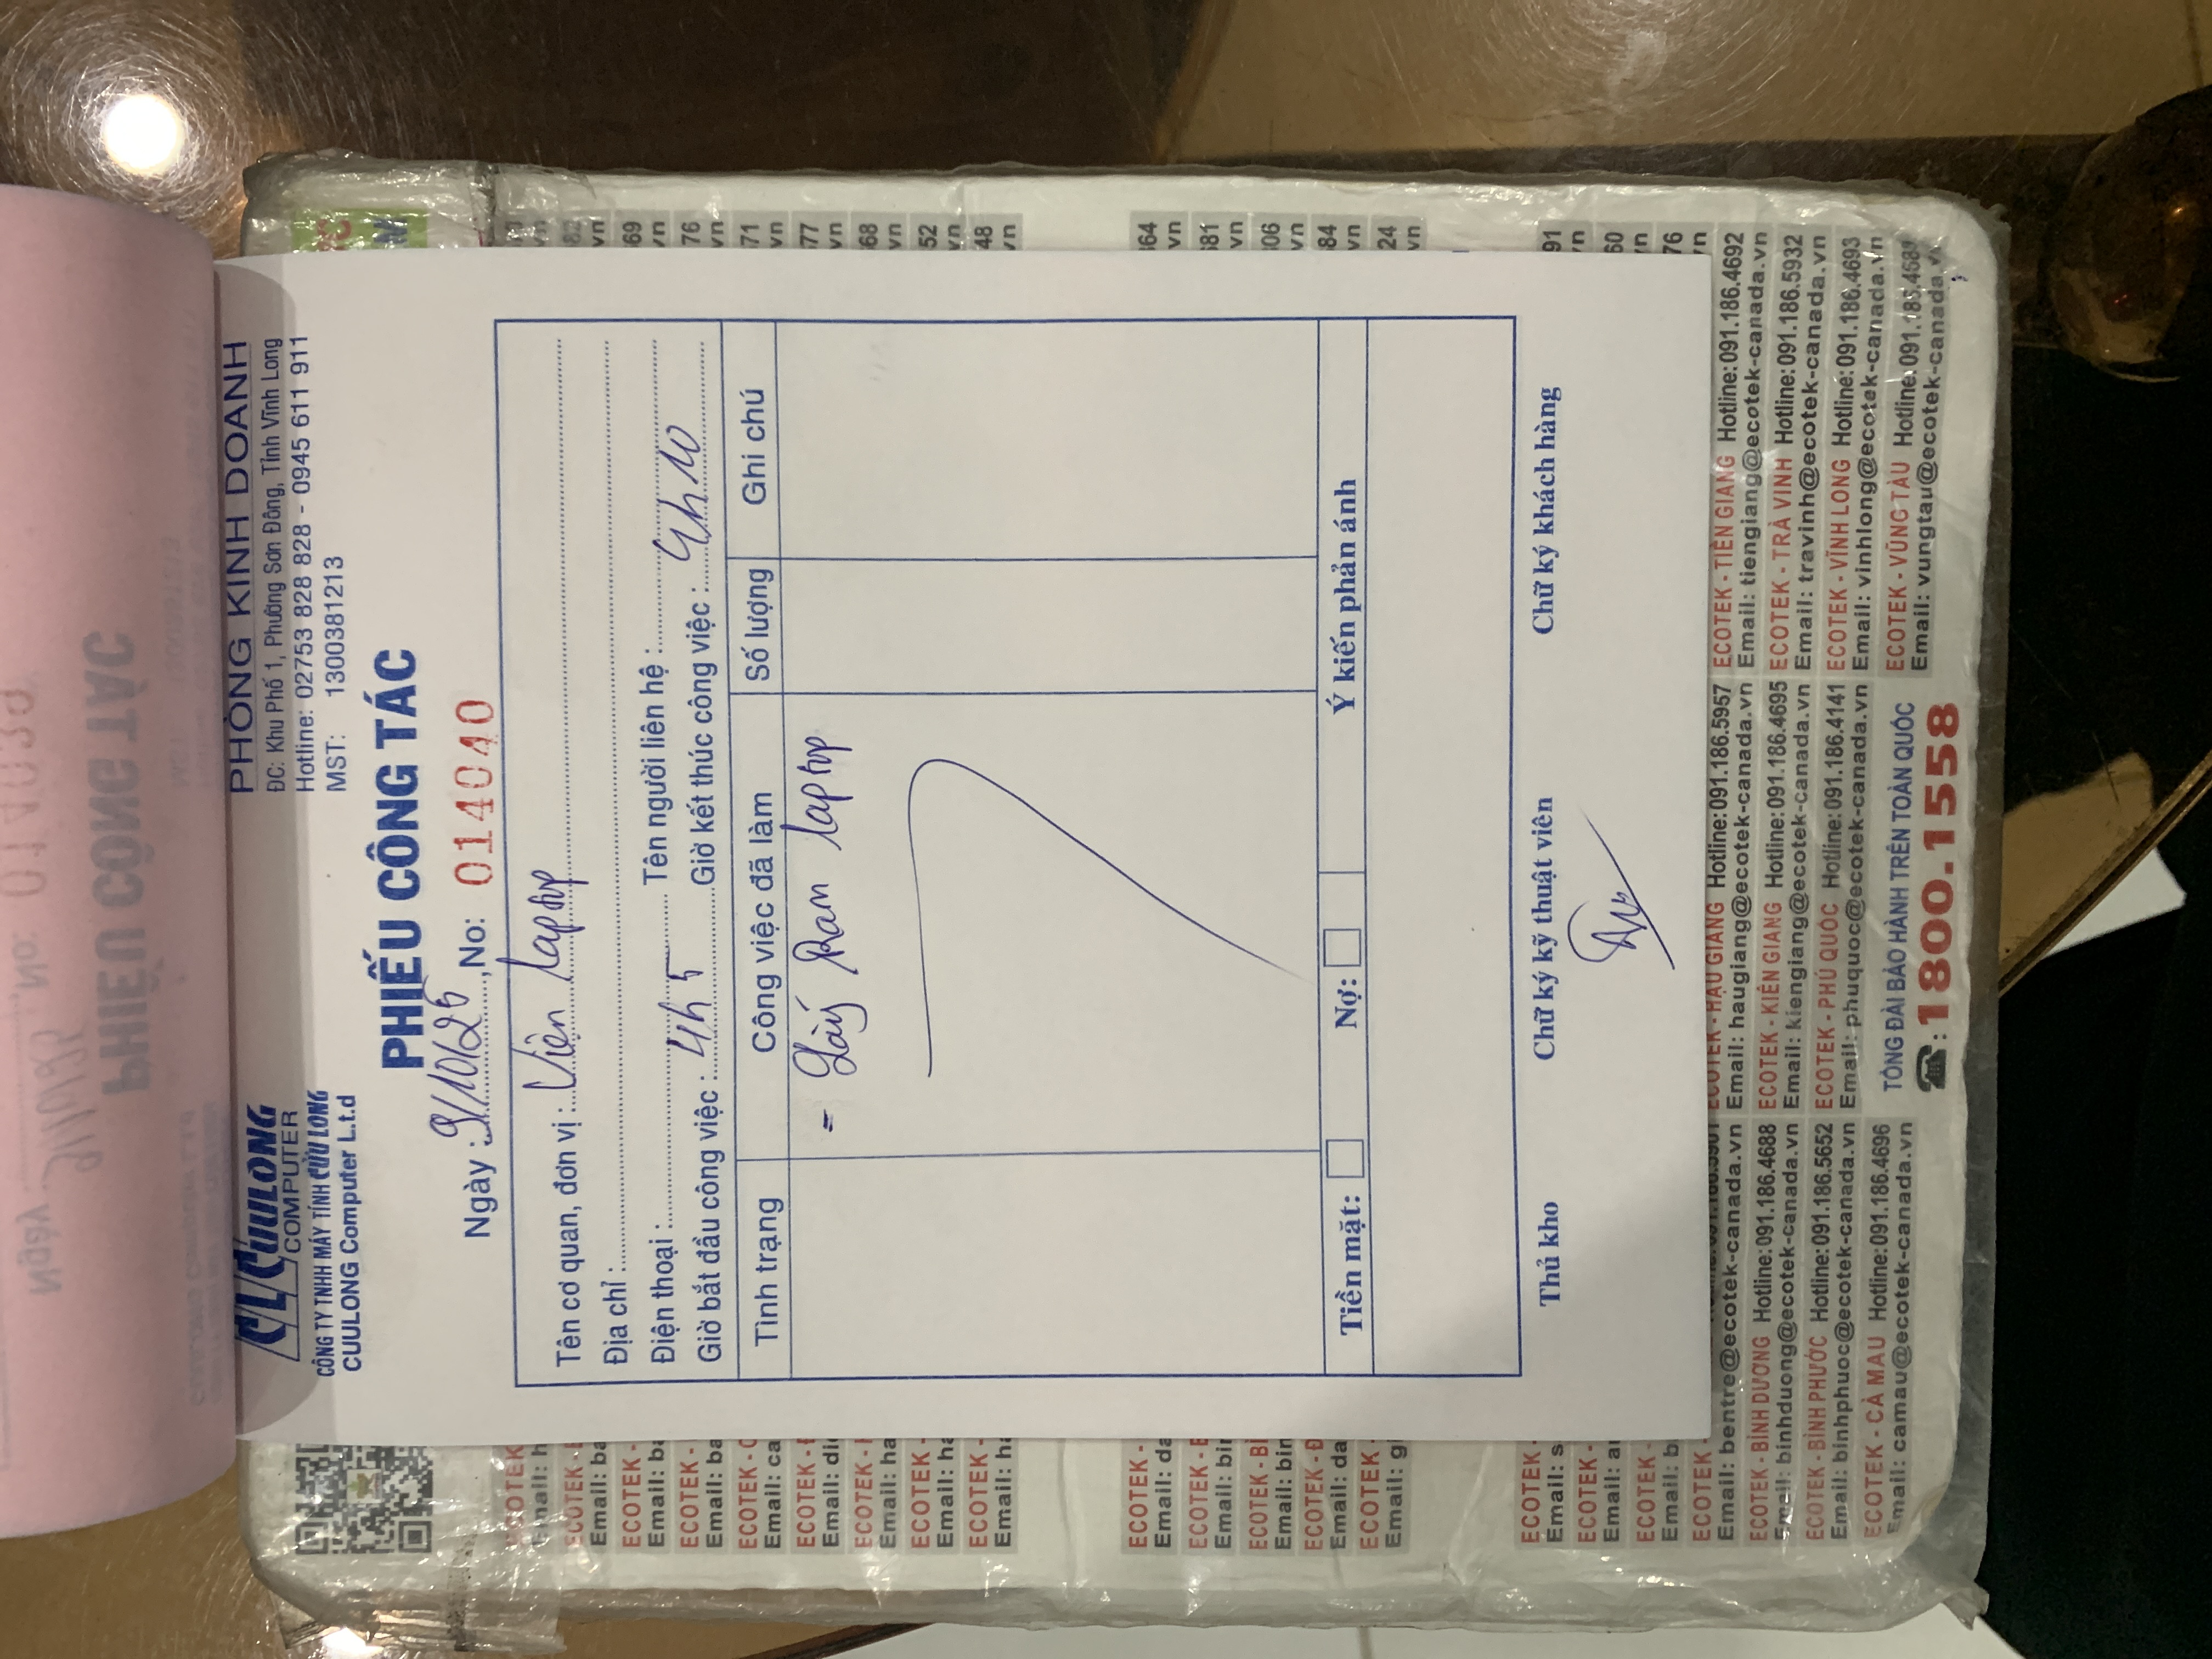 CL CUULONG
COMPUTER
CÔNG TY TNHH MÁY TÍNH CỬU LONG
CUULONG Computer L.t.d
PHÒNG KINH DOANH
ĐC: Khu Phố 1, Phường Sơn Đông, Tỉnh Vĩnh Long
Hotline: 02753 828 828 - 0945 611 911
MST: 1300381213
PHIẾU CÔNG TÁC
Ngày : 9/10/25, No: 014040
Tên cơ quan, đơn vị : Viên laptop
Địa chỉ :
Điện thoại : Tên người liên hệ :
Giờ bắt đầu công việc : 4h5 Giờ kết thúc công việc : 4h10
Tình trạng Công việc đã làm Số lượng Ghi chú
- Lấy Ram laptop
Tiền mặt: Nợ: Ý kiến phản ánh
Thủ kho Chữ ký kỹ thuật viên Chữ ký khách hàng
ECOTEK - HẬU GIANG Hotline:091.186.5957
Email: haugiang@ecotek-canada.vn
ECOTEK - TIỀN GIANG Hotline:091.186.4692
Email: tiengiang@ecotek-canada.vn
Email: bentre@ecotek-canada.vn
ECOTEK - BÌNH DƯƠNG Hotline:091.186.4688
Email: binhduong@ecotek-canada.vn
ECOTEK - KIÊN GIANG Hotline:091.186.4695
Email: kiengiang@ecotek-canada.vn
ECOTEK - TRÀ VINH Hotline:091.186.5932
Email: travinh@ecotek-canada.vn
ECOTEK - BÌNH PHƯỚC Hotline:091.186.5652
Email: binhphuoc@ecotek-canada.vn
ECOTEK - PHÚ QUỐC Hotline:091.186.4141
Email: phuquoc@ecotek-canada.vn
ECOTEK - VĨNH LONG Hotline:091.186.4693
Email: vinhlong@ecotek-canada.vn
ECOTEK - CÀ MAU Hotline:091.186.4696
Email: camau@ecotek-canada.vn
TỔNG ĐÀI BẢO HÀNH TRÊN TOÀN QUỐC
☎:1800.1558
ECOTEK - VŨNG TÀU
Email: vungtau@ecotek-canada.vn